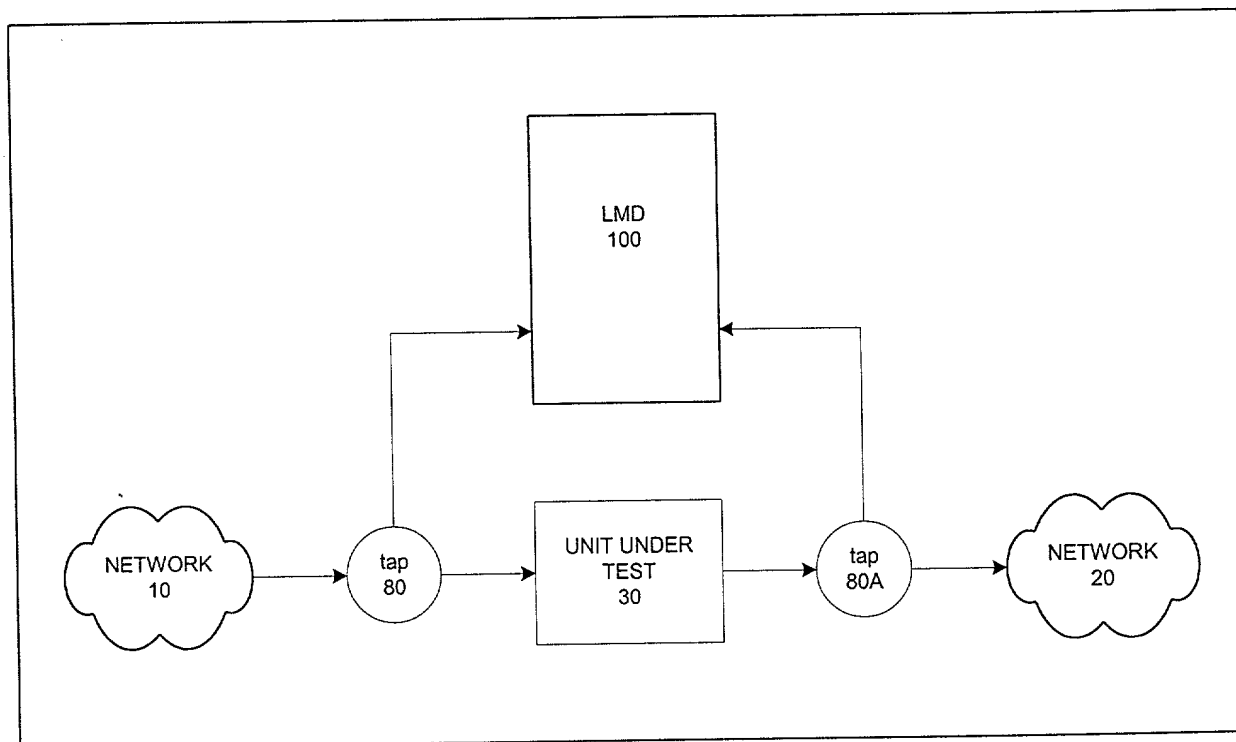 LMD
100
NETWORK
10
tap
80
UNIT UNDER
TEST
30
tap
80A
NETWORK
20